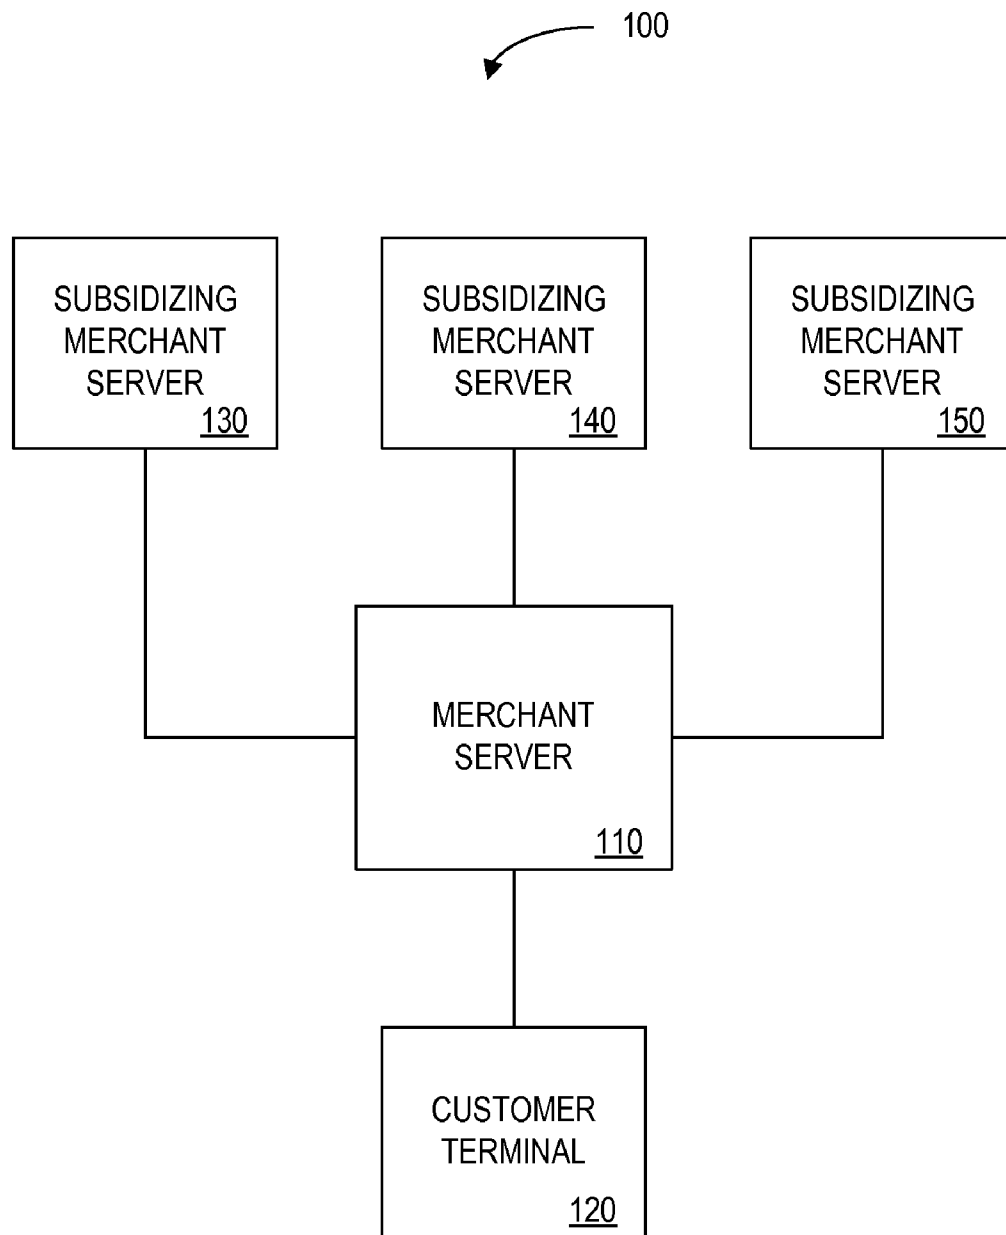 100
SUBSIDIZING
MERCHANT
SERVER
130
SUBSIDIZING
MERCHANT
SERVER
140
SUBSIDIZING
MERCHANT
SERVER
150
MERCHANT
SERVER
110
CUSTOMER
TERMINAL
120